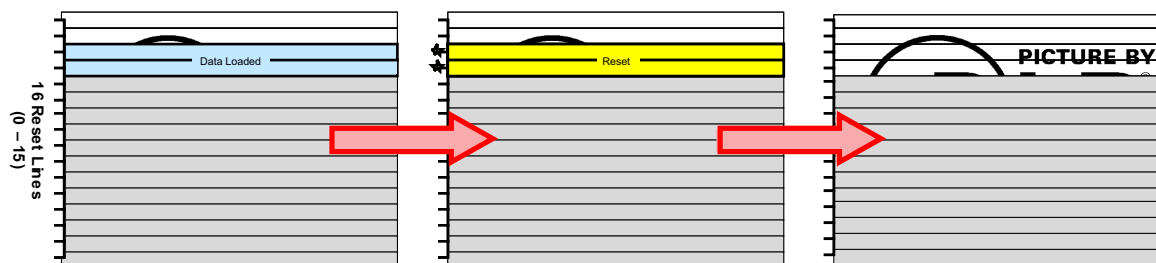 16 Reset Lines
(0 – 15)
Data Loaded
Reset
PICTURE BY
®